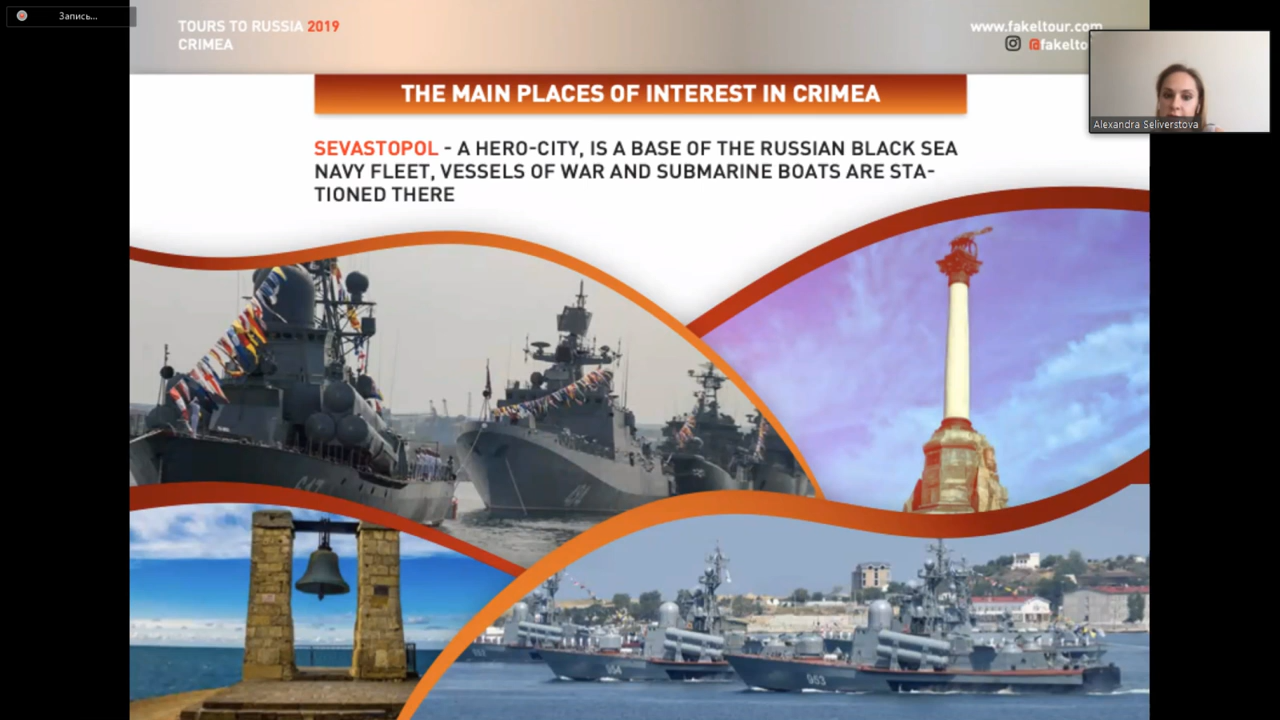 Запись...
TOURS TO RUSSIA 2019
CRIMEA
www.fakeltour.com
@fakelto
Alexandra Seliverstova
THE MAIN PLACES OF INTEREST IN CRIMEA
SEVASTOPOL - A HERO-CITY, IS A BASE OF THE RUSSIAN BLACK SEA
NAVY FLEET, VESSELS OF WAR AND SUBMARINE BOATS ARE STA-
TIONED THERE
953